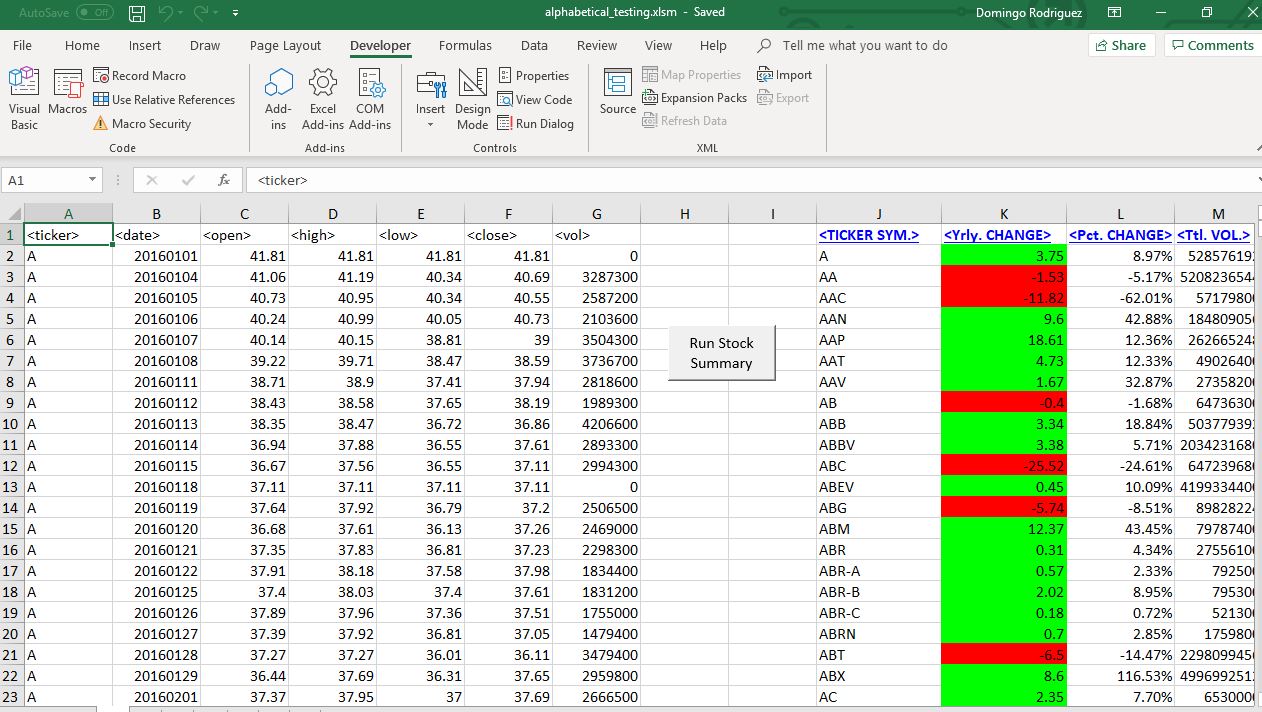 AutoSave Off alphabetical_testing.xlsm - Saved Domingo Rodriguez
File Home Insert Draw Page Layout Developer Formulas Data Review View Help Tell me what you want to do Share Comments
Visual Basic
Macros
Record Macro
Use Relative References
Macro Security
Code
Add-ins
Excel Add-ins
COM Add-ins
Add-ins
Insert
Design Mode
Properties
View Code
Run Dialog
Controls
Source
Map Properties
Expansion Packs
Refresh Data
Import
Export
XML
A1 fx <ticker>
A B C D E F G H I J K L M
1 <ticker> <date> <open> <high> <low> <close> <vol> <TICKER SYM.> <Yrly. CHANGE> <Pct. CHANGE> <Ttl. VOL.>
2 A 20160101 41.81 41.81 41.81 41.81 0 A 3.75 8.97%
3 A 20160104 41.06 41.19 40.34 40.69 3287300 AA -1.53 -5.17%
4 A 20160105 40.73 40.95 40.34 40.55 2587200 AAC -11.82 -62.01%
5 A 20160106 40.24 40.99 40.05 40.73 2103600 AAN 9.6 42.88%
6 A 20160107 40.14 40.15 38.81 39 3504300 AAP 18.61 12.36%
7 A 20160108 39.22 39.71 38.47 38.59 3736700 AAT 4.73 12.33%
8 A 20160111 38.71 38.9 37.41 37.94 2818600 AAV 1.67 32.87%
9 A 20160112 38.43 38.58 37.65 38.19 1989300 AB -0.4 -1.68%
10 A 20160113 38.35 38.47 36.72 36.86 4206600 ABB 3.34 18.84%
11 A 20160114 36.94 37.88 36.55 37.61 2893300 ABBV 3.38 5.71%
12 A 20160115 36.67 37.56 36.55 37.11 2994300 ABC -25.52 -24.61%
13 A 20160118 37.11 37.11 37.11 37.11 0 ABEV 0.45 10.09%
14 A 20160119 37.64 37.92 36.79 37.2 2506500 ABG -5.74 -8.51%
15 A 20160120 36.68 37.61 36.13 37.26 2469000 ABM 12.37 43.45%
16 A 20160121 37.35 37.83 36.81 37.23 2298300 ABR 0.31 4.34%
17 A 20160122 37.91 38.18 37.58 37.98 1834400 ABR-A 0.57 2.33%
18 A 20160125 37.4 38.03 37.4 37.61 1831200 ABR-B 2.02 8.95%
19 A 20160126 37.89 37.96 37.36 37.51 1755000 ABR-C 0.18 0.72%
20 A 20160127 37.39 37.92 36.81 37.05 1479400 ABRN 0.7 2.85%
21 A 20160128 37.27 37.27 36.01 36.11 3479400 ABT -6.5 -14.47%
22 A 20160129 36.44 37.69 36.31 37.65 2959800 ABX 8.6 116.53%
23 A 20160201 37.37 37.95 37 37.69 2666500 AC 2.35 7.70%
Run Stock
Summary